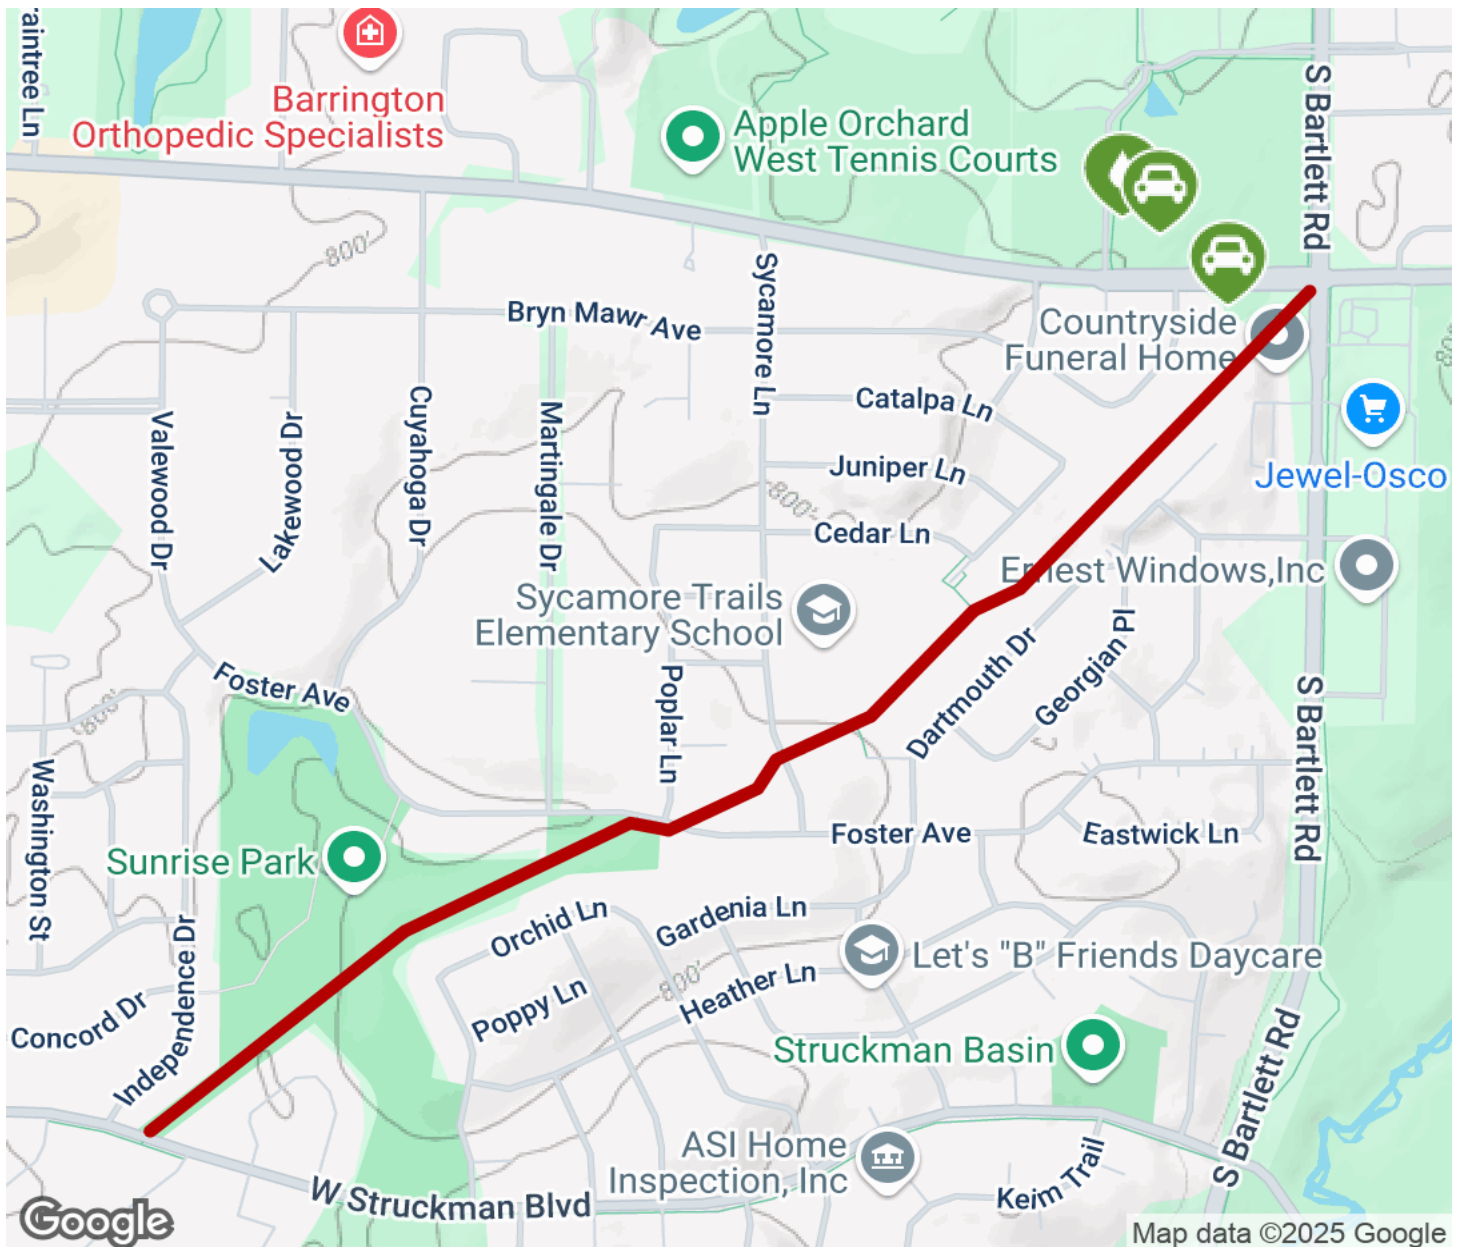 raintree Ln
Barrington
Orthopedic Specialists
Apple Orchard
West Tennis Courts
S Bartlett Rd
800'
Sycamore Ln
Bryn Mawr Ave
Countryside
Funeral Home
Valewood Dr
Lakewood Dr
Cuyahoga Dr
Martingale Dr
Catalpa Ln
Juniper Ln
800'
Cedar Ln
Jewel-Osco
Ernest Windows,Inc
Sycamore Trails
Elementary School
Foster Ave
800'
Poplar Ln
Dartmouth Dr
Georgian Pl
S Bartlett Rd
Washington St
Sunrise Park
Foster Ave
Eastwick Ln
Independence Dr
Orchid Ln
Gardenia Ln
Let's "B" Friends Daycare
800'
Heather Ln
Poppy Ln
Concord Dr
Struckman Basin
S Bartlett Rd
ASI Home
Inspection, Inc
Keim Trail
W Struckman Blvd
Google
Map data ©2025 Google